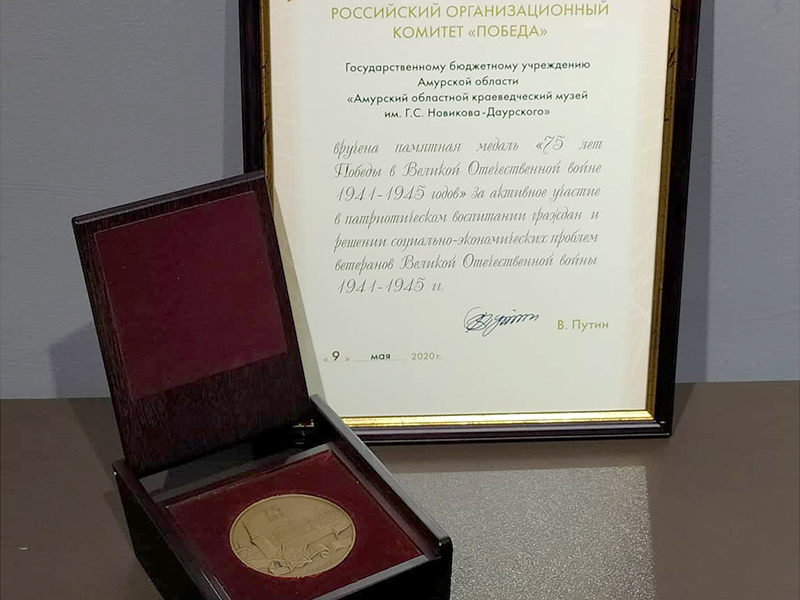 РОССИЙСКИЙ ОРГАНИЗАЦИОННЫЙ
КОМИТЕТ «ПОБЕДА»
Государственному бюджетному учреждению
Амурской области
«Амурский областной краеведческий музей
им. Г.С. Новикова-Даурского»
вручена памятная медаль «75 лет
Победы в Великой Отечественной войне
1941-1945 годов» за активное участие
в патриотическом воспитании граждан и
решении социально-экономических проблем
ветеранов Великой Отечественной войны
1941-1945 гг.
В. Путин
« 9 » мая 2020 г.
75
ЛЕТ